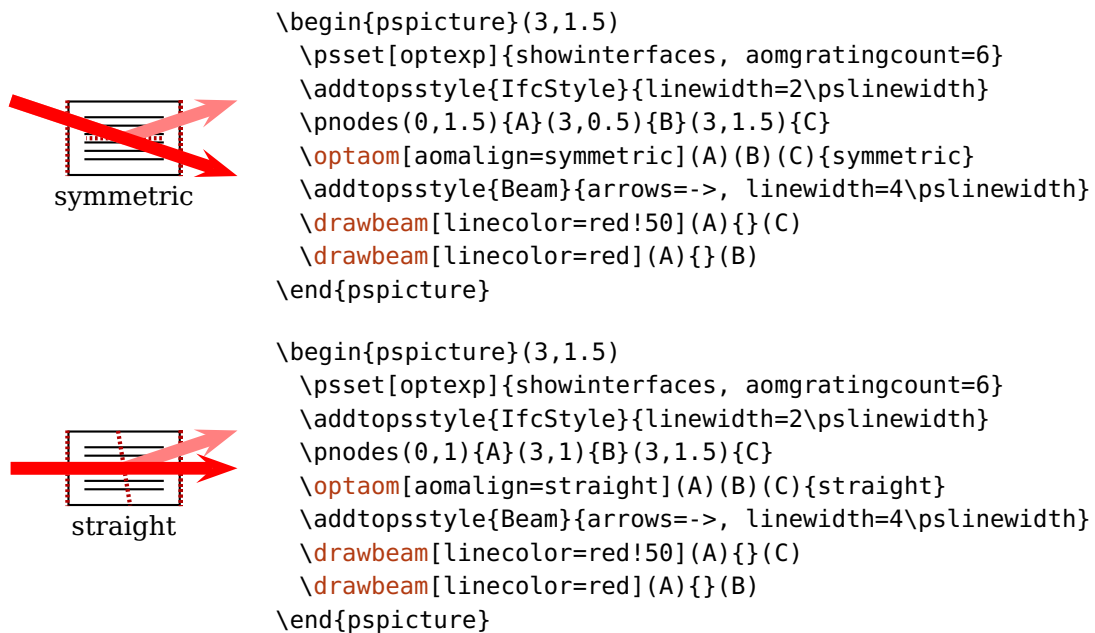 \begin{pspicture}(3,1.5)
  \psset[optexp]{showinterfaces, aomgratingcount=6}
  \addtopsstyle{IfcStyle}{linewidth=2\pslinewidth}
  \pnodes(0,1.5){A}(3,0.5){B}(3,1.5){C}
  \optaom[aomalign=symmetric](A)(B)(C){symmetric}
  \addtopsstyle{Beam}{arrows=->, linewidth=4\pslinewidth}
  \drawbeam[linecolor=red!50](A){}(C)
  \drawbeam[linecolor=red](A){}(B)
\end{pspicture}
symmetric
\begin{pspicture}(3,1.5)
  \psset[optexp]{showinterfaces, aomgratingcount=6}
  \addtopsstyle{IfcStyle}{linewidth=2\pslinewidth}
  \pnodes(0,1){A}(3,1){B}(3,1.5){C}
  \optaom[aomalign=straight](A)(B)(C){straight}
  \addtopsstyle{Beam}{arrows=->, linewidth=4\pslinewidth}
  \drawbeam[linecolor=red!50](A){}(C)
  \drawbeam[linecolor=red](A){}(B)
\end{pspicture}
straight